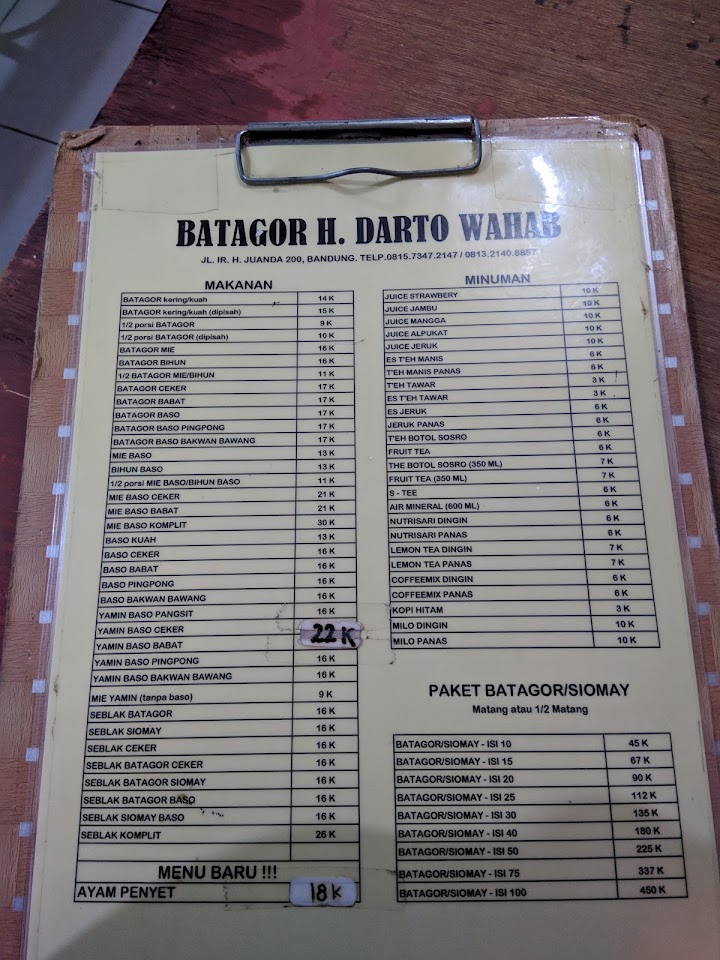 BATAGOR H. DARTO WAHAB
JL. IR. H. JUANDA 200, BANDUNG. TELP.0815.7347.2147 / 0813.2140.8857
MAKANAN
BATAGOR kering/kuah 14 K
BATAGOR kering/kuah (dipisah) 15 K
1/2 porsi BATAGOR 9 K
1/2 porsi BATAGOR (dipisah) 10 K
BATAGOR MIE 16 K
BATAGOR BIHUN 16 K
1/2 BATAGOR MIE/BIHUN 11 K
BATAGOR CEKER 17 K
BATAGOR BABAT 17 K
BATAGOR BASO 17 K
BATAGOR BASO PINGPONG 17 K
BATAGOR BASO BAKWAN BAWANG 17 K
MIE BASO 13 K
BIHUN BASO 13 K
1/2 porsi MIE BASO/BIHUN BASO 11 K
MIE BASO CEKER 21 K
MIE BASO BABAT 21 K
MIE BASO KOMPLIT 30 K
BASO KUAH 13 K
BASO CEKER 16 K
BASO BABAT 16 K
BASO PINGPONG 16 K
BASO BAKWAN BAWANG 16 K
YAMIN BASO PANGSIT 16 K
YAMIN BASO CEKER 22 K
YAMIN BASO BABAT
YAMIN BASO PINGPONG 16 K
YAMIN BASO BAKWAN BAWANG 16 K
MIE YAMIN (tanpa baso) 9 K
SEBLAK BATAGOR 16 K
SEBLAK SIOMAY 16 K
SEBLAK CEKER 16 K
SEBLAK BATAGOR CEKER 16 K
SEBLAK BATAGOR SIOMAY 16 K
SEBLAK BATAGOR BASO 16 K
SEBLAK SIOMAY BASO 16 K
SEBLAK KOMPLIT 26 K
MENU BARU !!!
AYAM PENYET 18 K
MINUMAN
JUICE STRAWBERY 10 K
JUICE JAMBU 10 K
JUICE MANGGA 10 K
JUICE ALPUKAT 10 K
JUICE JERUK 10 K
ES T'EH MANIS 6 K
T'EH MANIS PANAS 6 K
T'EH TAWAR 3 K
ES T'EH TAWAR 3 K
ES JERUK 6 K
JERUK PANAS 6 K
T'EH BOTOL SOSRO 6 K
FRUIT TEA 6 K
THE BOTOL SOSRO (350 ML) 7 K
FRUIT TEA (350 ML) 7 K
S - TEE 6 K
AIR MINERAL (600 ML) 6 K
NUTRISARI DINGIN 6 K
NUTRISARI PANAS 6 K
LEMON TEA DINGIN 7 K
LEMON TEA PANAS 7 K
COFFEEMIX DINGIN 6 K
COFFEEMIX PANAS 6 K
KOPI HITAM 3 K
MILO DINGIN 10 K
MILO PANAS 10 K
PAKET BATAGOR/SIOMAY
Matang atau 1/2 Matang
BATAGOR/SIOMAY - ISI 10 45 K
BATAGOR/SIOMAY - ISI 15 67 K
BATAGOR/SIOMAY - ISI 20 90 K
BATAGOR/SIOMAY - ISI 25 112 K
BATAGOR/SIOMAY - ISI 30 135 K
BATAGOR/SIOMAY - ISI 40 180 K
BATAGOR/SIOMAY - ISI 50 225 K
BATAGOR/SIOMAY - ISI 75 337 K
BATAGOR/SIOMAY - ISI 100 450 K